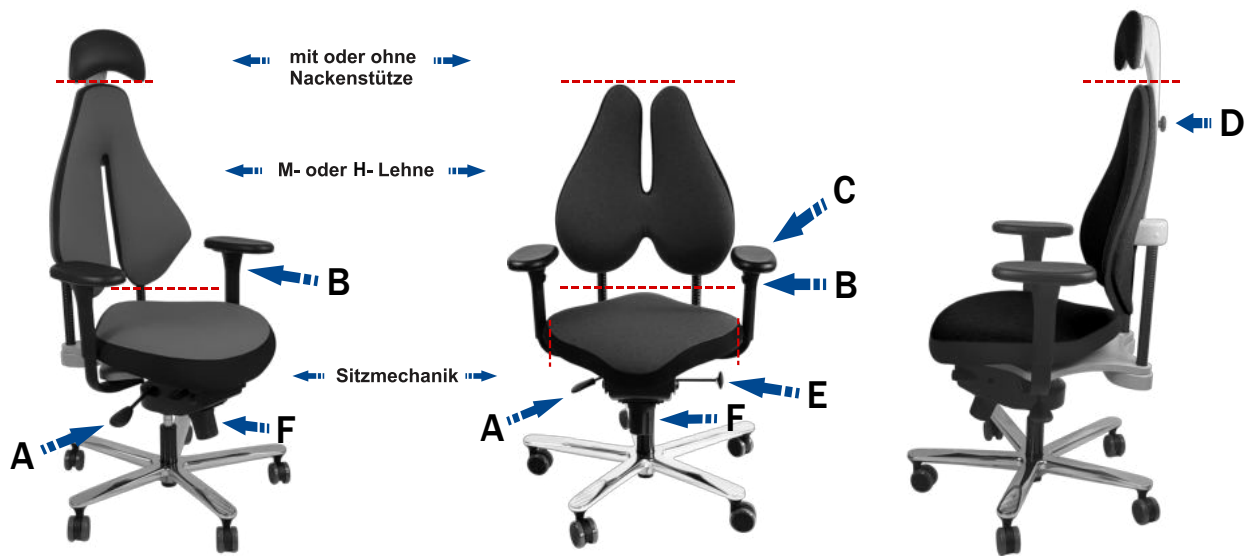 mit oder ohne
Nackenstütze
D
M- oder H- Lehne
C
B
B
Sitzmechanik
E
A
F
A
F